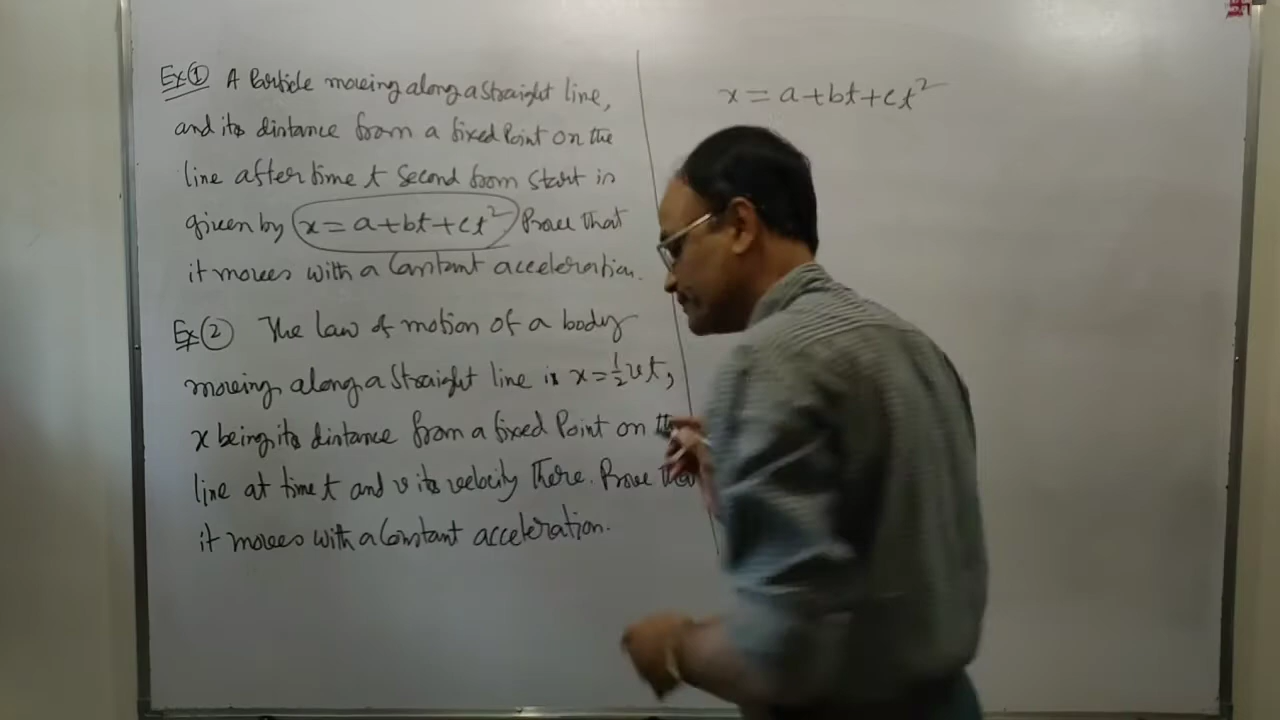 Ex① A Particle moving along a straight line,
and its distance from a fixed Point on the
line after time t second from start is
given by x = a+bt+ct² Prove that
it moves with a Constant acceleration.
Ex② The law of motion of a body
moving along a straight line is x = ½vt,
x being its distance from a fixed Point on the
line at time t and v its velocity there. Prove that
it moves with a Constant acceleration.
x = a+bt+ct²